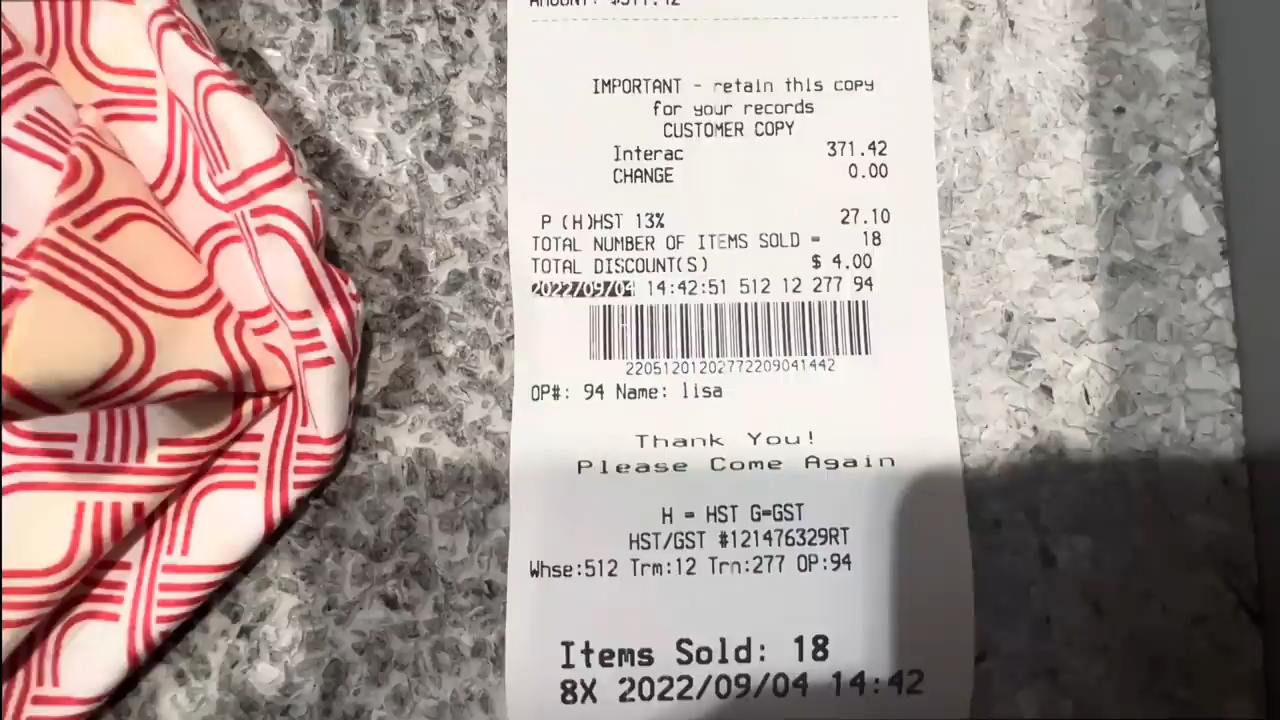 AMOUNT: $371.42
IMPORTANT - retain this copy
for your records
CUSTOMER COPY
Interac 371.42
CHANGE 0.00
P (H)HST 13% 27.10
TOTAL NUMBER OF ITEMS SOLD = 18
TOTAL DISCOUNT(S) $ 4.00
2022/09/04 14:42:51 512 12 277 94
22051201202772209041442
OP#: 94 Name: lisa
Thank You!
Please Come Again
H = HST G=GST
HST/GST #121476329RT
Whse:512 Trm:12 Trn:277 OP:94
Items Sold: 18
8X 2022/09/04 14:42